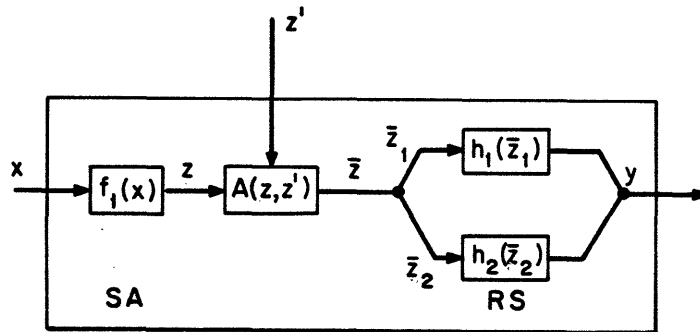 z'
x
f₁(x)
z
A(z,z')
z̄
z̄₁
h₁(z̄₁)
y
z̄₂
h₂(z̄₂)
SA
RS